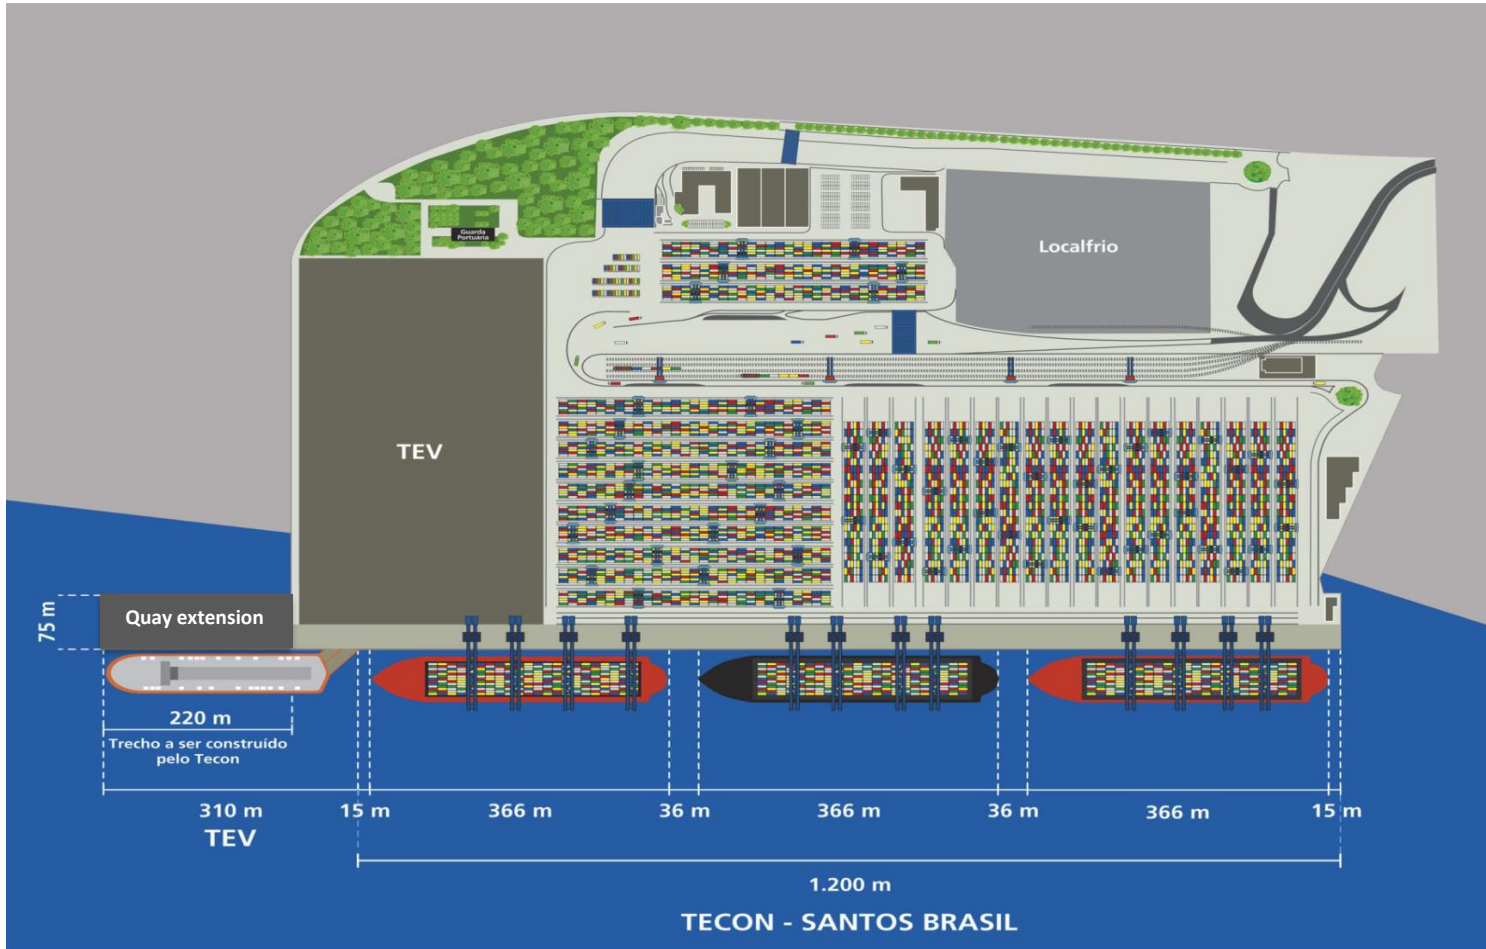 Guarda
Portuária
Localfrio
TEV
75 m
Quay extension
220 m
Trecho a ser construído
pelo Tecon
310 m
TEV
15 m
366 m
36 m
366 m
36 m
366 m
15 m
1.200 m
TECON - SANTOS BRASIL